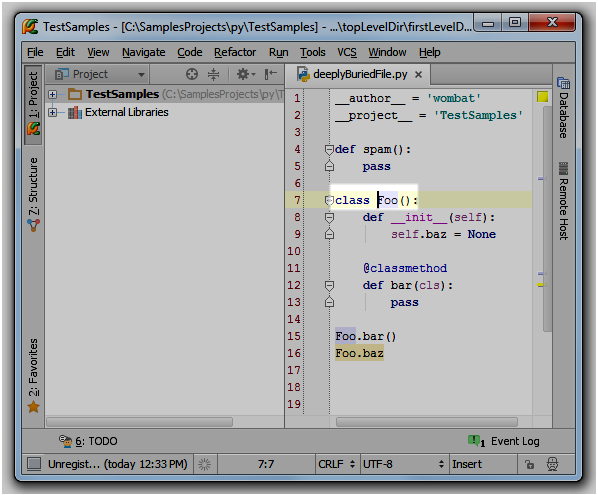 TestSamples - [C:\SamplesProjects\py\TestSamples] - ...\topLevelDir\firstLevelD...
File Edit View Navigate Code Refactor Run Tools VCS Window Help
1: Project
Z: Structure
2: Favorites
Project
TestSamples (C:\SamplesProjects\py\T
External Libraries
deeplyBuriedFile.py
1 __author__ = 'wombat'
2 __project__ = 'TestSamples'
3
4 def spam():
5 pass
6
7 class Foo():
8 def __init__(self):
9 self.baz = None
10
11 @classmethod
12 def bar(cls):
13 pass
14
15 Foo.bar()
16 Foo.baz
17
18
19
Database
Remote Host
6: TODO
1 Event Log
Unregist... (today 12:33 PM) 7:7 CRLF UTF-8 Insert